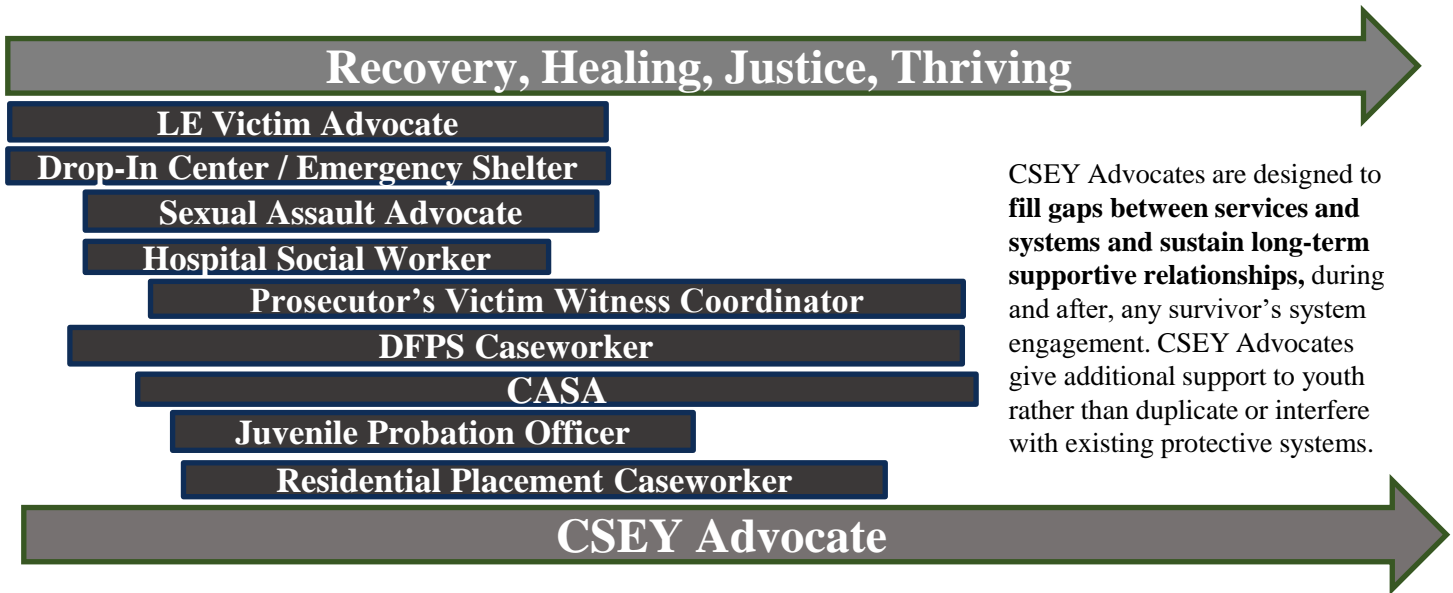 Recovery, Healing, Justice, Thriving
LE Victim Advocate
Drop-In Center / Emergency Shelter
Sexual Assault Advocate
Hospital Social Worker
Prosecutor’s Victim Witness Coordinator
DFPS Caseworker
CASA
Juvenile Probation Officer
Residential Placement Caseworker
CSEY Advocate
CSEY Advocates are designed to
fill gaps between services and
systems and sustain long-term
supportive relationships, during
and after, any survivor’s system
engagement. CSEY Advocates
give additional support to youth
rather than duplicate or interfere
with existing protective systems.